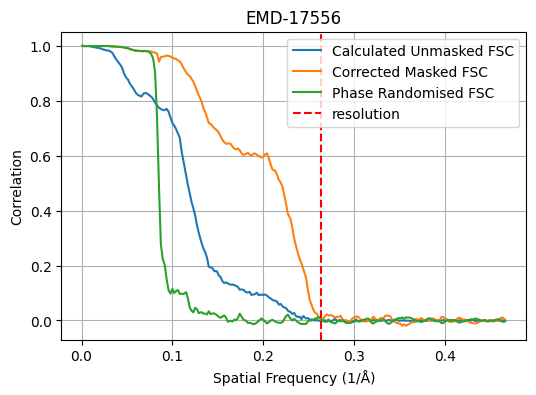 EMD-17556
1.0
0.8
0.6
0.4
0.2
0.0
Correlation
Calculated Unmasked FSC
Corrected Masked FSC
Phase Randomised FSC
resolution
0.0 0.1 0.2 0.3 0.4
Spatial Frequency (1/Å)